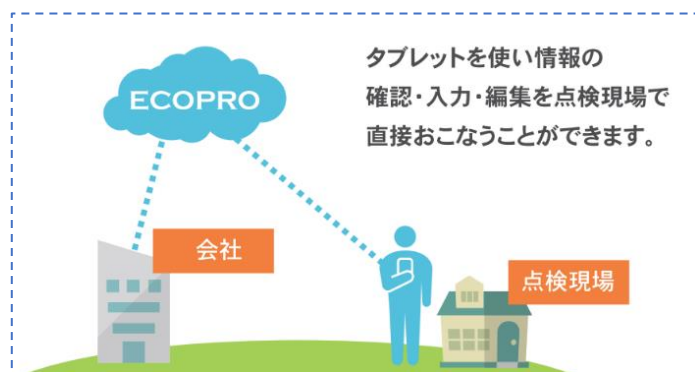 タブレットを使い情報の
確認・入力・編集を点検現場で
直接おこなうことができます。
ECOPRO
会社
点検現場